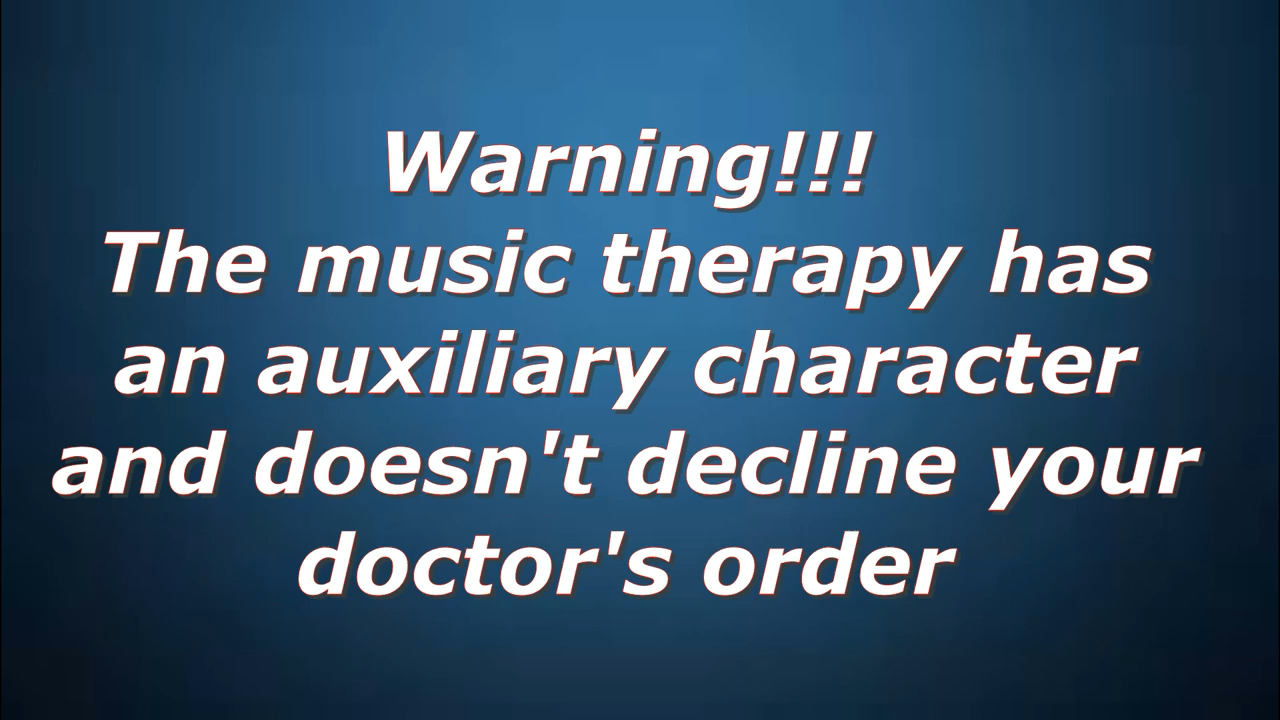 Warning!!!
The music therapy has
an auxiliary character
and doesn't decline your
doctor's order